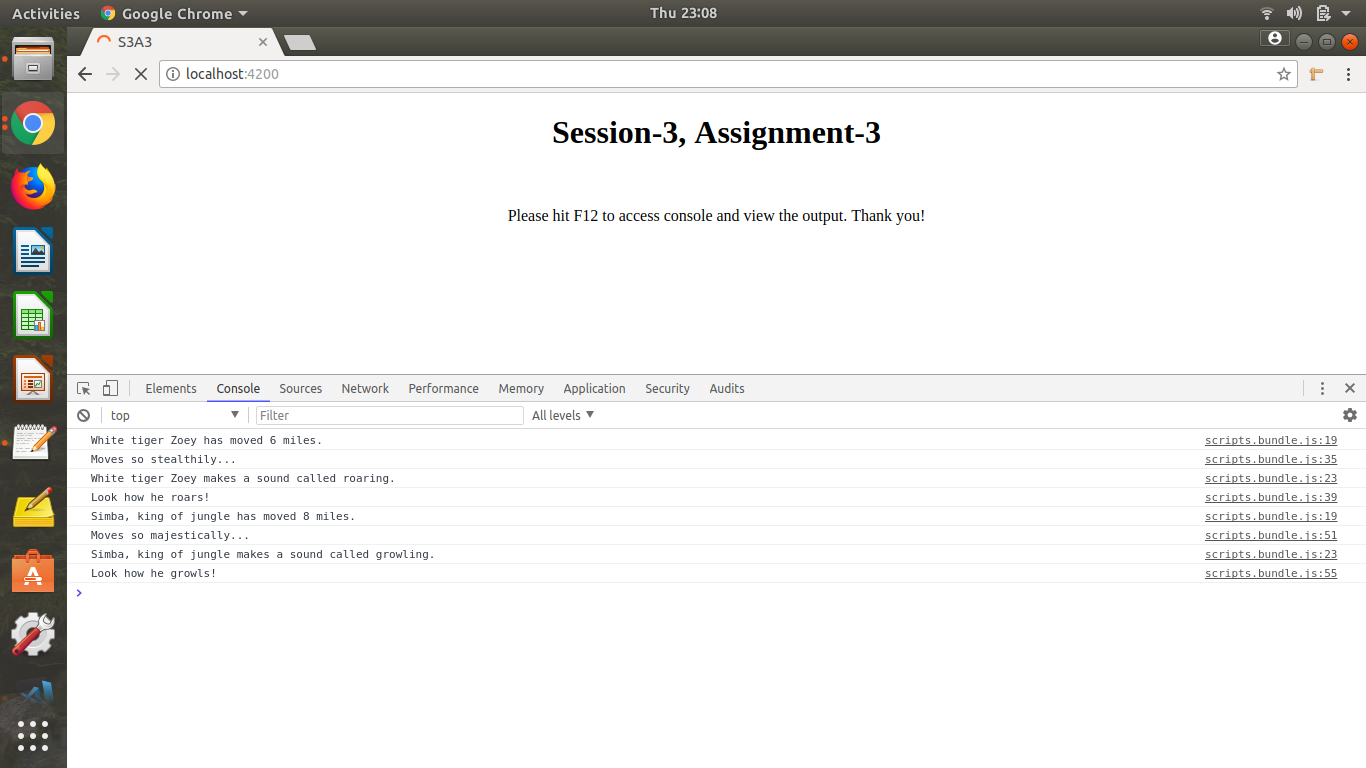 Activities
Google Chrome
Thu 23:08
S3A3
localhost:4200
Session-3, Assignment-3
Please hit F12 to access console and view the output. Thank you!
Elements Console Sources Network Performance Memory Application Security Audits
top Filter All levels
White tiger Zoey has moved 6 miles. scripts.bundle.js:19
Moves so stealthily... scripts.bundle.js:35
White tiger Zoey makes a sound called roaring. scripts.bundle.js:23
Look how he roars! scripts.bundle.js:39
Simba, king of jungle has moved 8 miles. scripts.bundle.js:19
Moves so majestically... scripts.bundle.js:51
Simba, king of jungle makes a sound called growling. scripts.bundle.js:23
Look how he growls! scripts.bundle.js:55